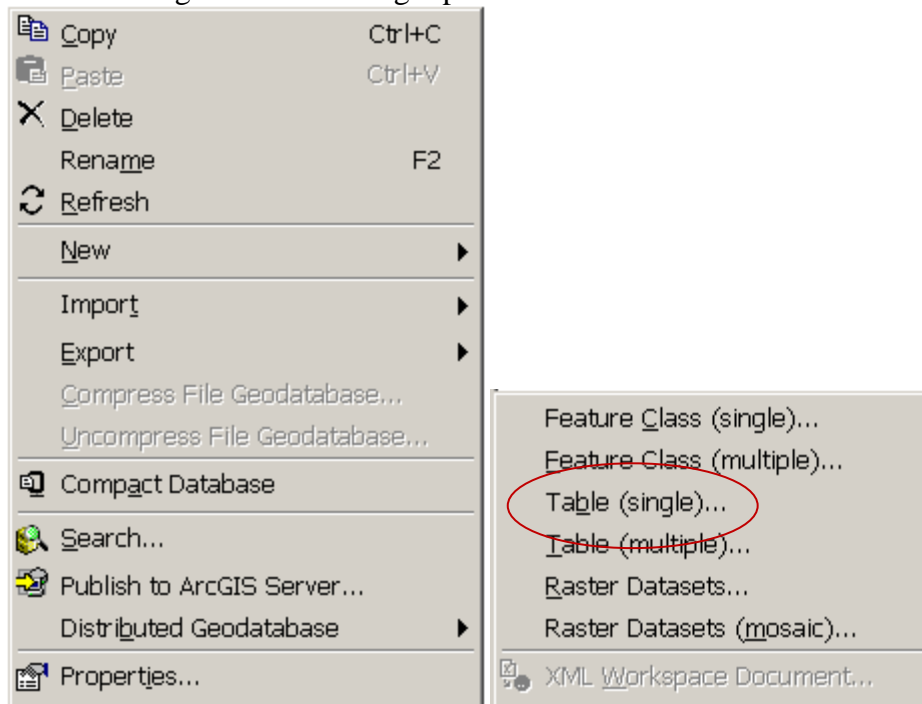 Copy Ctrl+C
Paste Ctrl+V
Delete
Rename F2
Refresh
New
Import
Export
Compress File Geodatabase...
Uncompress File Geodatabase...
Compact Database
Search...
Publish to ArcGIS Server...
Distributed Geodatabase
Properties...
Feature Class (single)...
Feature Class (multiple)...
Table (single)...
Table (multiple)...
Raster Datasets...
Raster Datasets (mosaic)...
XML Workspace Document...